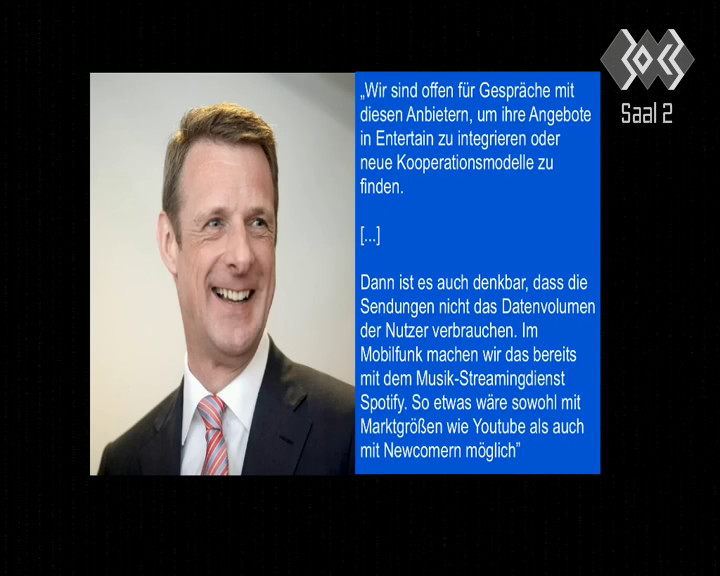 „Wir sind offen für Gespräche mit
diesen Anbietern, um ihre Angebote
in Entertain zu integrieren oder
neue Kooperationsmodelle zu
finden.
[...]
Dann ist es auch denkbar, dass die
Sendungen nicht das Datenvolumen
der Nutzer verbrauchen. Im
Mobilfunk machen wir das bereits
mit dem Musik-Streamingdienst
Spotify. So etwas wäre sowohl mit
Marktgrößen wie Youtube als auch
mit Newcomern möglich”
Saal 2